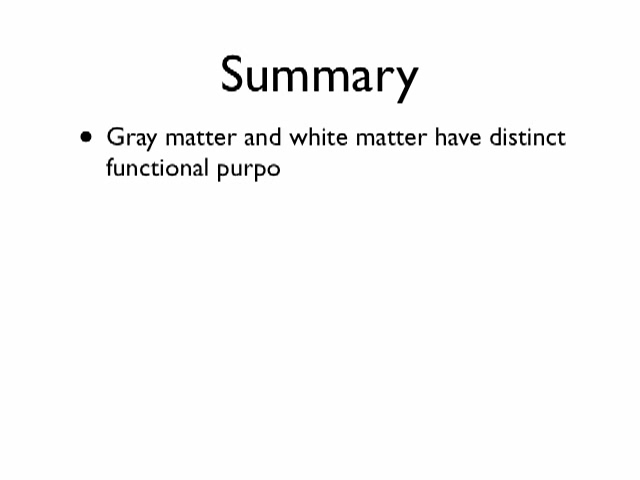 Summary
• Gray matter and white matter have distinct
functional purpo